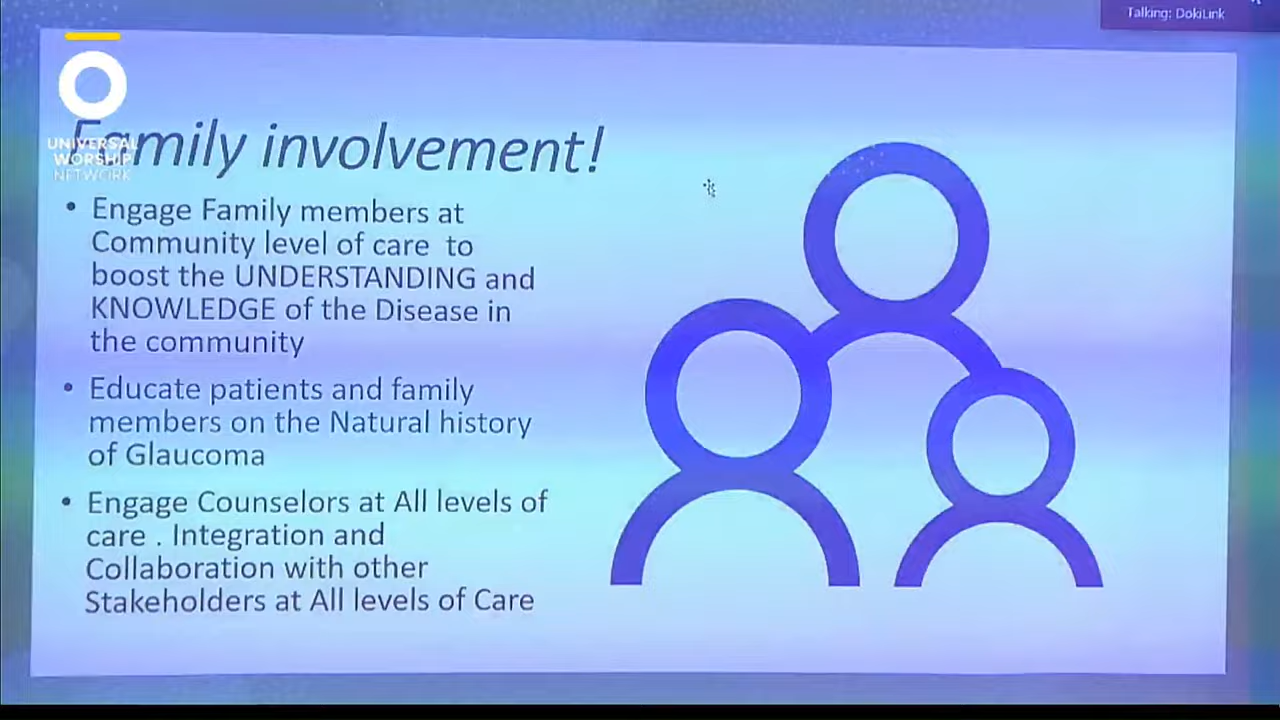 Talking: DokiLink
UNIVERSAL
WORSHIP
NETWORK
Family involvement!
• Engage Family members at
Community level of care to
boost the UNDERSTANDING and
KNOWLEDGE of the Disease in
the community
• Educate patients and family
members on the Natural history
of Glaucoma
• Engage Counselors at All levels of
care . Integration and
Collaboration with other
Stakeholders at All levels of Care